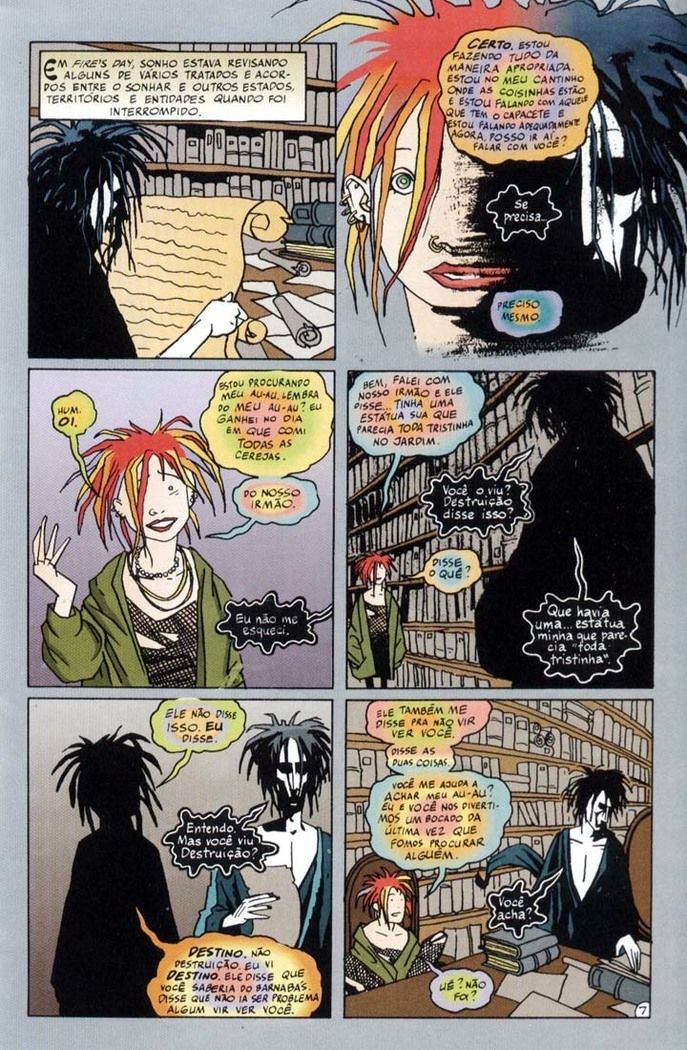 EM FIRE'S DAY, SONHO ESTAVA REVISANDO
ALGUNS DE VÁRIOS TRATADOS E ACOR-
DOS ENTRE O SONHAR E OUTROS ESTADOS,
TERRITÓRIOS E ENTIDADES QUANDO FOI
INTERROMPIDO.
CERTO. ESTOU
FAZENDO TUDO DA
MANEIRA APROPRIADA.
ESTOU NO MEU CANTINHO
ONDE AS COISINHAS ESTÃO
E ESTOU FALANDO COM AQUELE
QUE TEM O CAPACETE E
ESTOU FALANDO ADEQUADAMENTE
AGORA, POSSO IR AÍ
FALAR COM VOCÊ?
Se
precisa...
PRECISO
MESMO.
HUM.
OI.
ESTOU PROCURANDO
MEU AU-AU. LEMBRA
DO MEU AU-AU? EU
GANHEI NO DIA
EM QUE COMI
TODAS AS
CEREJAS.
DO NOSSO
IRMÃO.
Eu não me
esqueci.
BEM, FALEI COM
NOSSO IRMÃO E ELE
DISSE... TINHA UMA
ESTÁTUA SUA QUE
PARECIA TODA TRISTINHA
NO JARDIM.
Você o viu?
Destruição
disse isso?
DISSE
O QUÊ?
Que havia
uma... estátua
minha que pare-
cia "toda
tristinha".
ELE NÃO DISSE
ISSO. EU
DISSE.
Entendo.
Mas você viu
Destruição?
DESTINO. NÃO
DESTRUIÇÃO. EU VI
DESTINO. ELE DISSE QUE
VOCÊ SABERIA DO BARNABÁS.
DISSE QUE NÃO IA SER PROBLEMA
ALGUM VIR VER VOCÊ.
ELE TAMBÉM ME
DISSE PRA NÃO VIR
VER VOCÊ.
DISSE AS
DUAS COISAS.
VOCÊ ME AJUDA A
ACHAR MEU AU-AU?
EU E VOCÊ NOS DIVERTI-
MOS UM BOCADO DA
ÚLTIMA VEZ QUE
FOMOS PROCURAR
ALGUÉM.
Você
acha?
UÉ? NÃO
FOI?
7